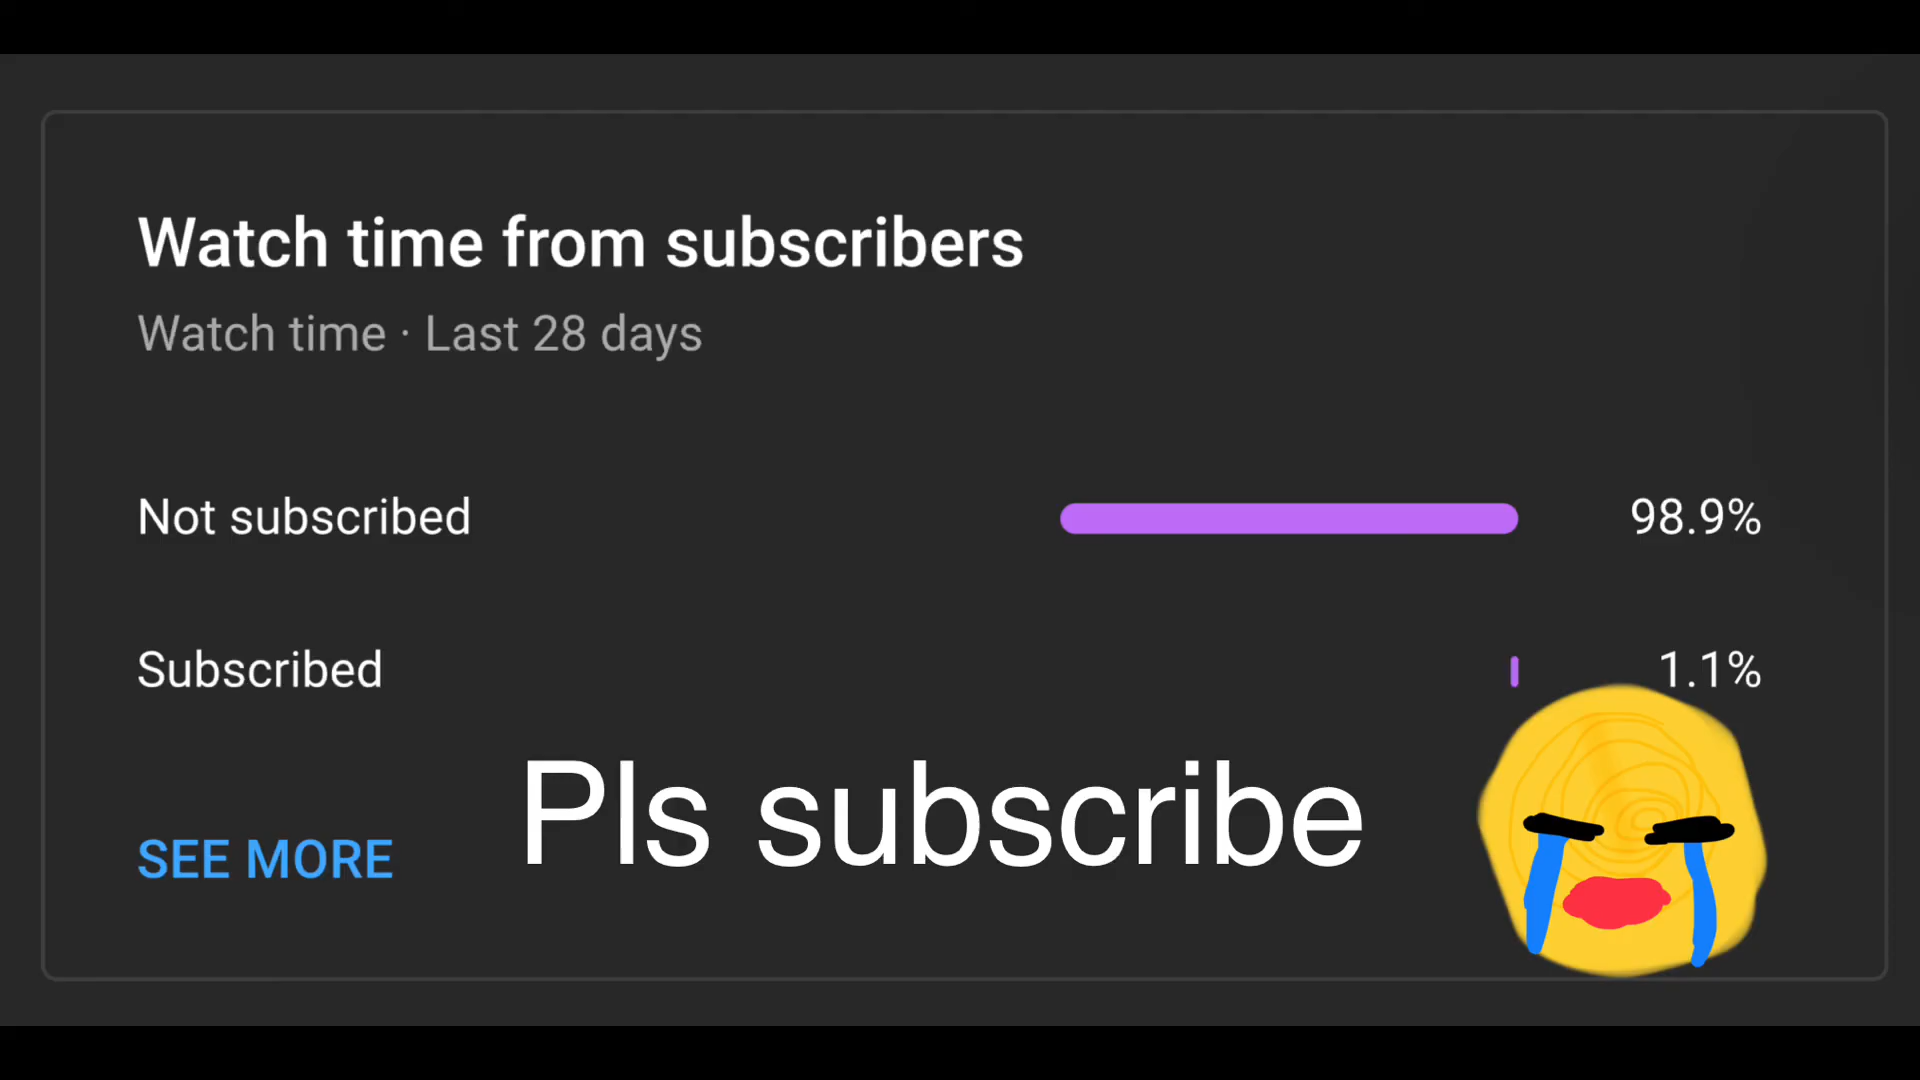 Watch time from subscribers
Watch time · Last 28 days
Not subscribed 98.9%
Subscribed 1.1%
Pls subscribe
SEE MORE